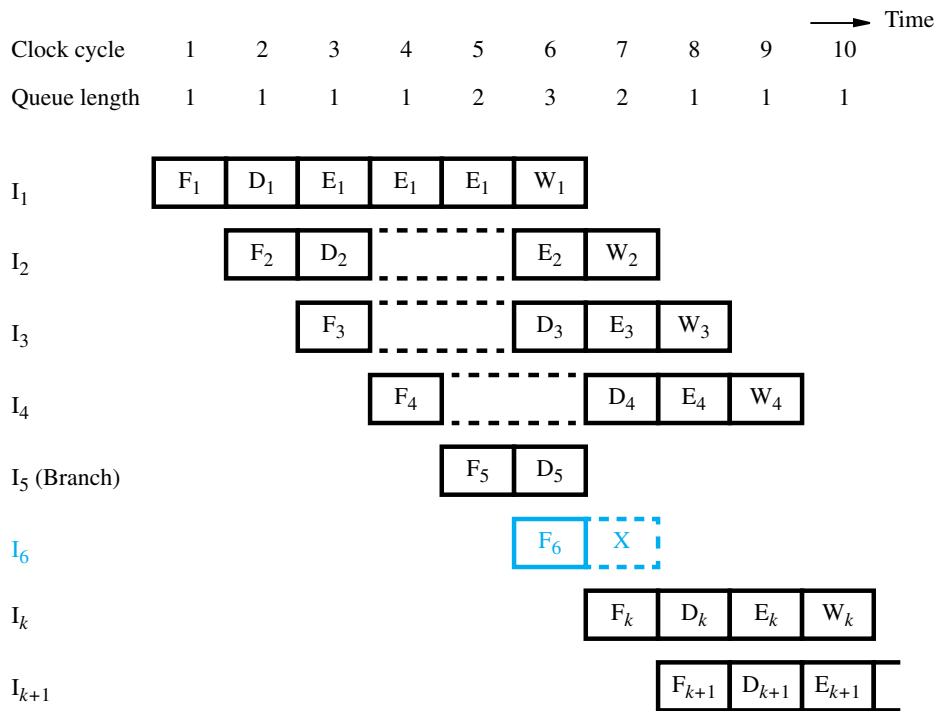 Time
Clock cycle 1 2 3 4 5 6 7 8 9 10
Queue length 1 1 1 1 2 3 2 1 1 1
I1 F1 D1 E1 E1 E1 W1
I2 F2 D2 E2 W2
I3 F3 D3 E3 W3
I4 F4 D4 E4 W4
I5 (Branch) F5 D5
I6 F6 X
Ik Fk Dk Ek Wk
Ik+1 Fk+1 Dk+1 Ek+1